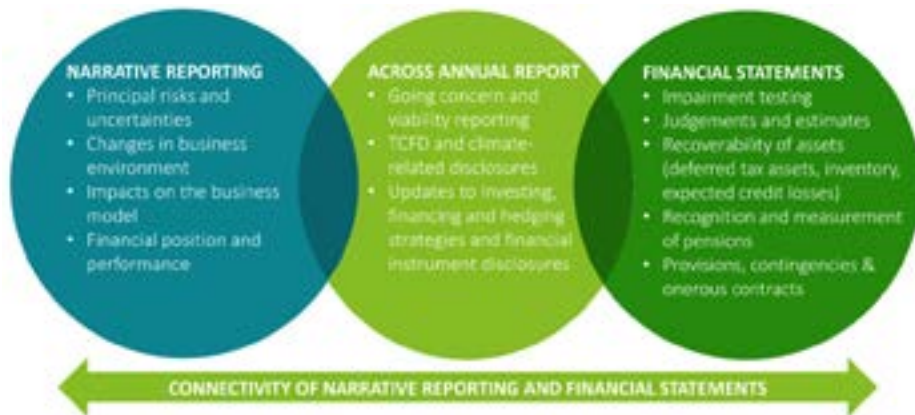 NARRATIVE REPORTING
• Principal risks and
uncertainties
• Changes in business
environment
• Impacts on the business
model
• Financial position and
performance
ACROSS ANNUAL REPORT
• Going concern and
viability reporting
• TCFD and climate-
related disclosures
• Updates to investing,
financing and hedging
strategies and financial
instrument disclosures
FINANCIAL STATEMENTS
• Impairment testing
• Judgements and estimates
• Recoverability of assets
(deferred tax assets, inventory,
expected credit losses)
• Recognition and measurement
of pensions
• Provisions, contingencies &
onerous contracts
CONNECTIVITY OF NARRATIVE REPORTING AND FINANCIAL STATEMENTS